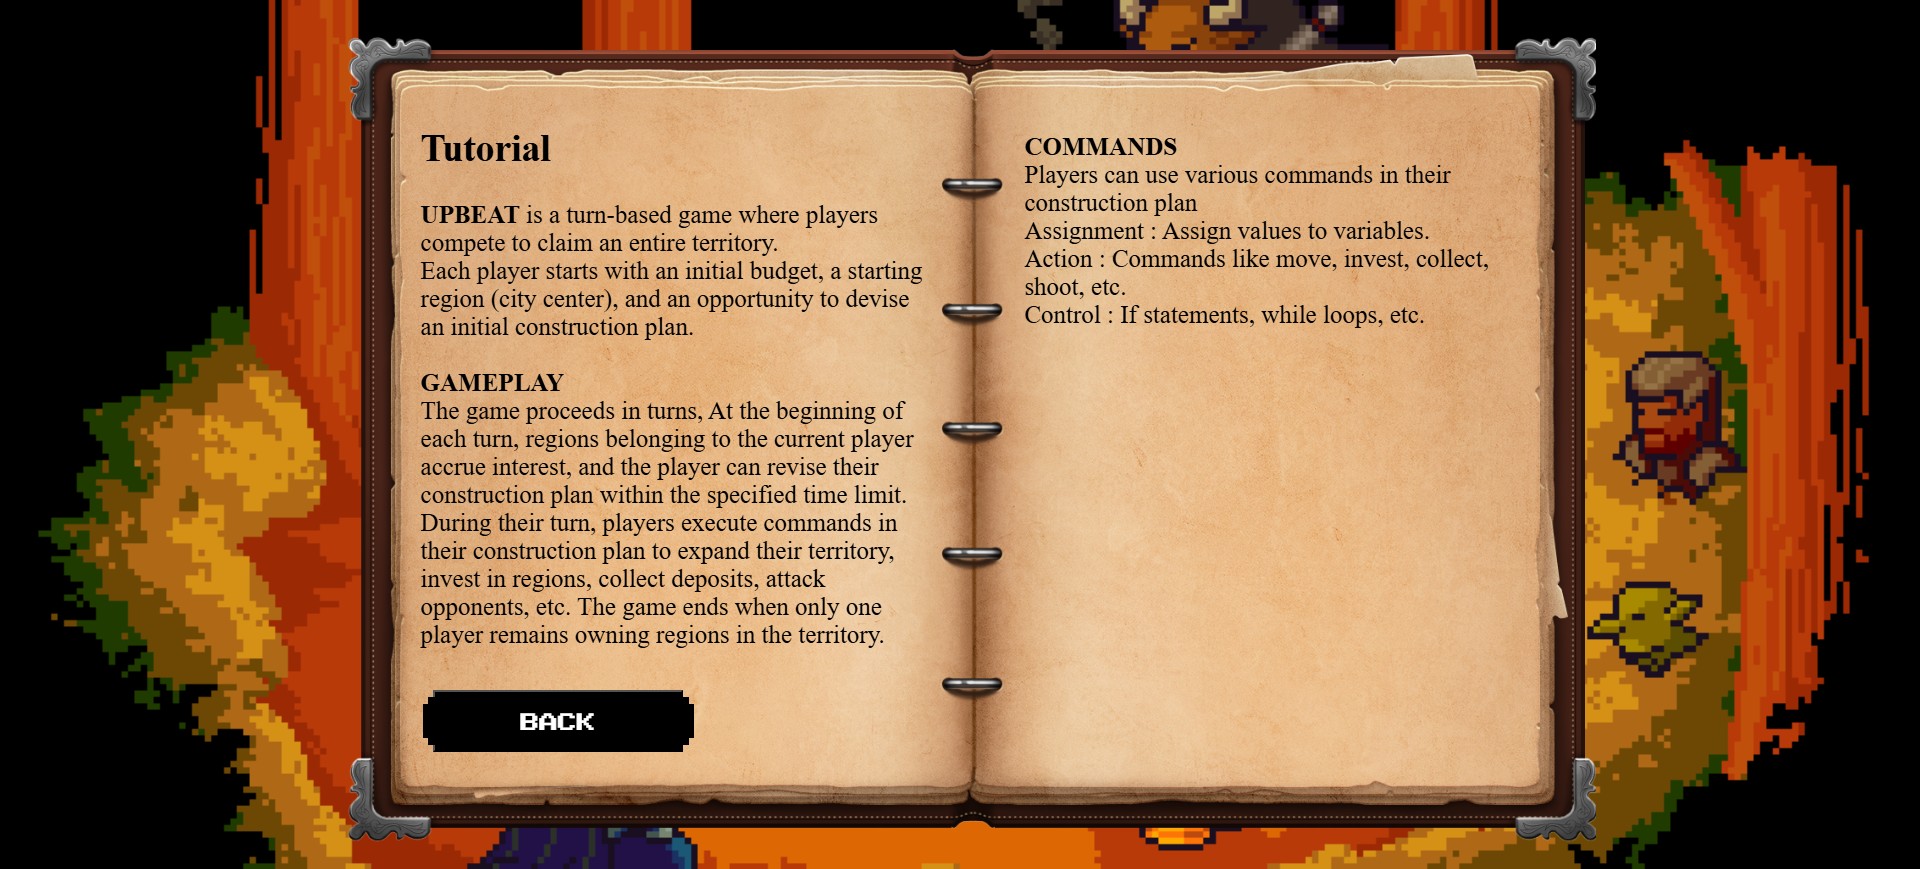 Tutorial
UPBEAT is a turn-based game where players
compete to claim an entire territory.
Each player starts with an initial budget, a starting
region (city center), and an opportunity to devise
an initial construction plan.
GAMEPLAY
The game proceeds in turns, At the beginning of
each turn, regions belonging to the current player
accrue interest, and the player can revise their
construction plan within the specified time limit.
During their turn, players execute commands in
their construction plan to expand their territory,
invest in regions, collect deposits, attack
opponents, etc. The game ends when only one
player remains owning regions in the territory.
BACK
COMMANDS
Players can use various commands in their
construction plan
Assignment : Assign values to variables.
Action : Commands like move, invest, collect,
shoot, etc.
Control : If statements, while loops, etc.